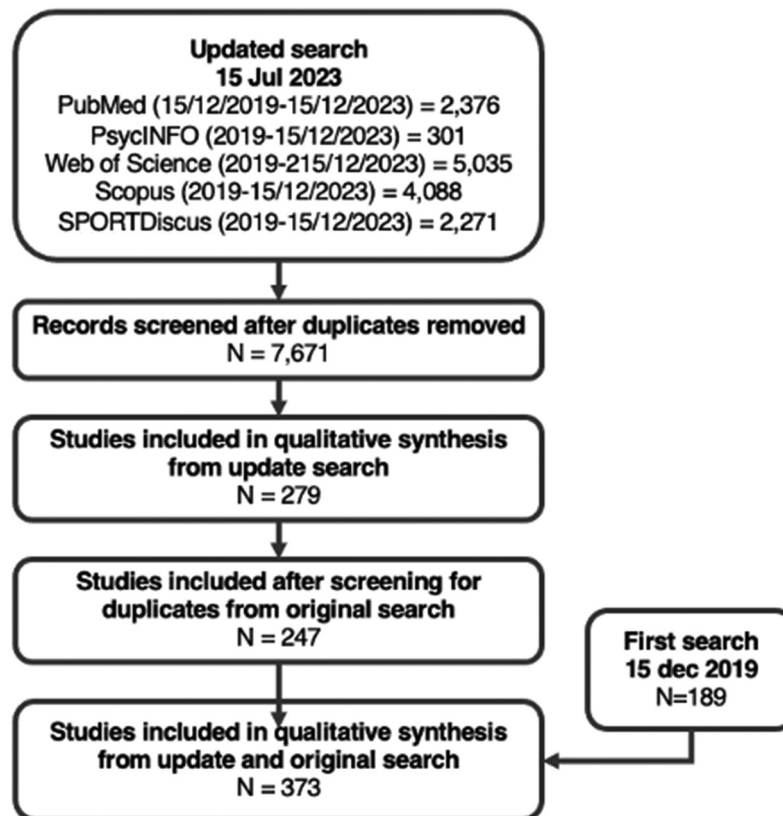 Updated search
15 Jul 2023
PubMed (15/12/2019-15/12/2023) = 2,376
PsycINFO (2019-15/12/2023) = 301
Web of Science (2019-215/12/2023) = 5,035
Scopus (2019-15/12/2023) = 4,088
SPORTDiscus (2019-15/12/2023) = 2,271
Records screened after duplicates removed
N = 7,671
Studies included in qualitative synthesis
from update search
N = 279
Studies included after screening for
duplicates from original search
N = 247
First search
15 dec 2019
N=189
Studies included in qualitative synthesis
from update and original search
N = 373